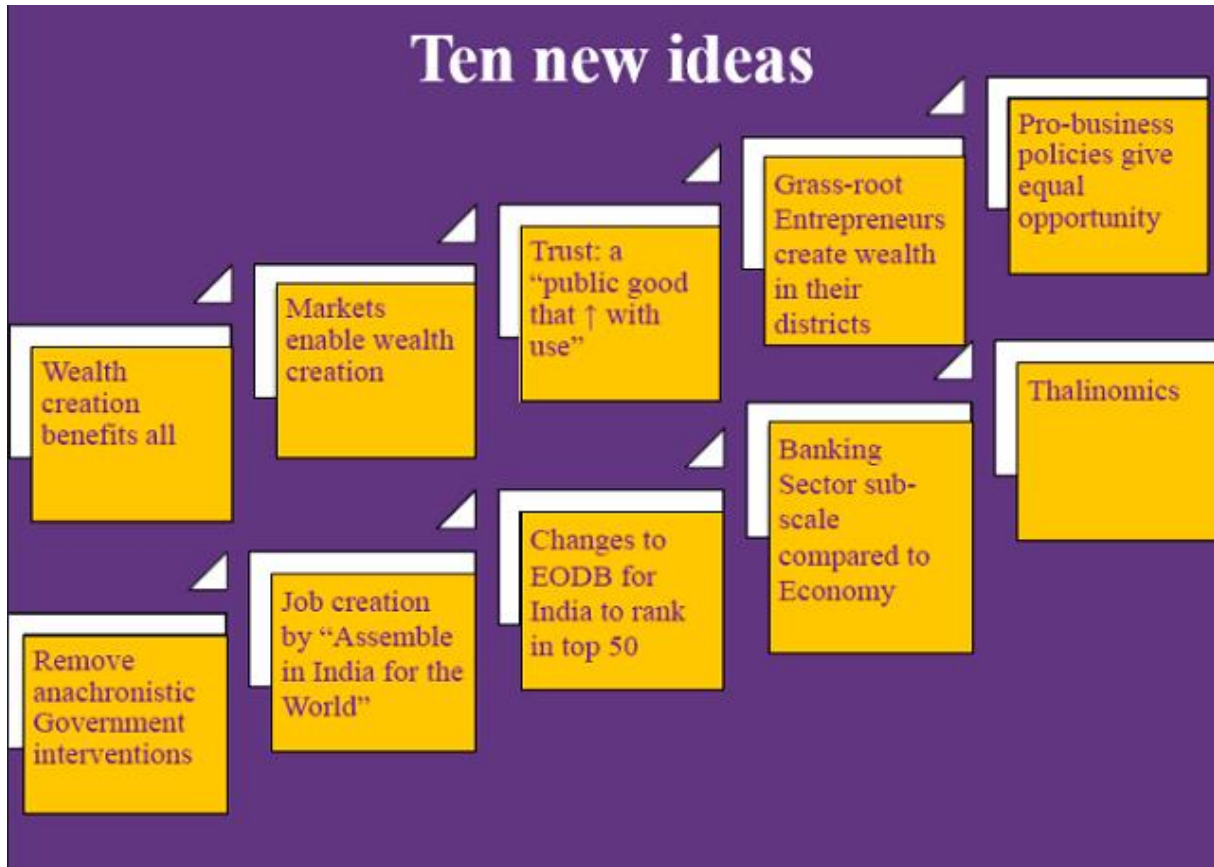 Ten new ideas
Wealth
creation
benefits all
Markets
enable wealth
creation
Trust: a
“public good
that ↑ with
use”
Grass-root
Entrepreneurs
create wealth
in their
districts
Pro-business
policies give
equal
opportunity
Remove
anachronistic
Government
interventions
Job creation
by “Assemble
in India for the
World”
Changes to
EODB for
India to rank
in top 50
Banking
Sector sub-
scale
compared to
Economy
Thalinomics